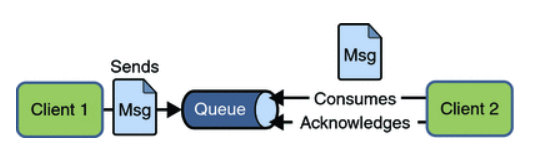 Sends
Msg
Client 1
Msg
Queue
Consumes
Acknowledges
Client 2